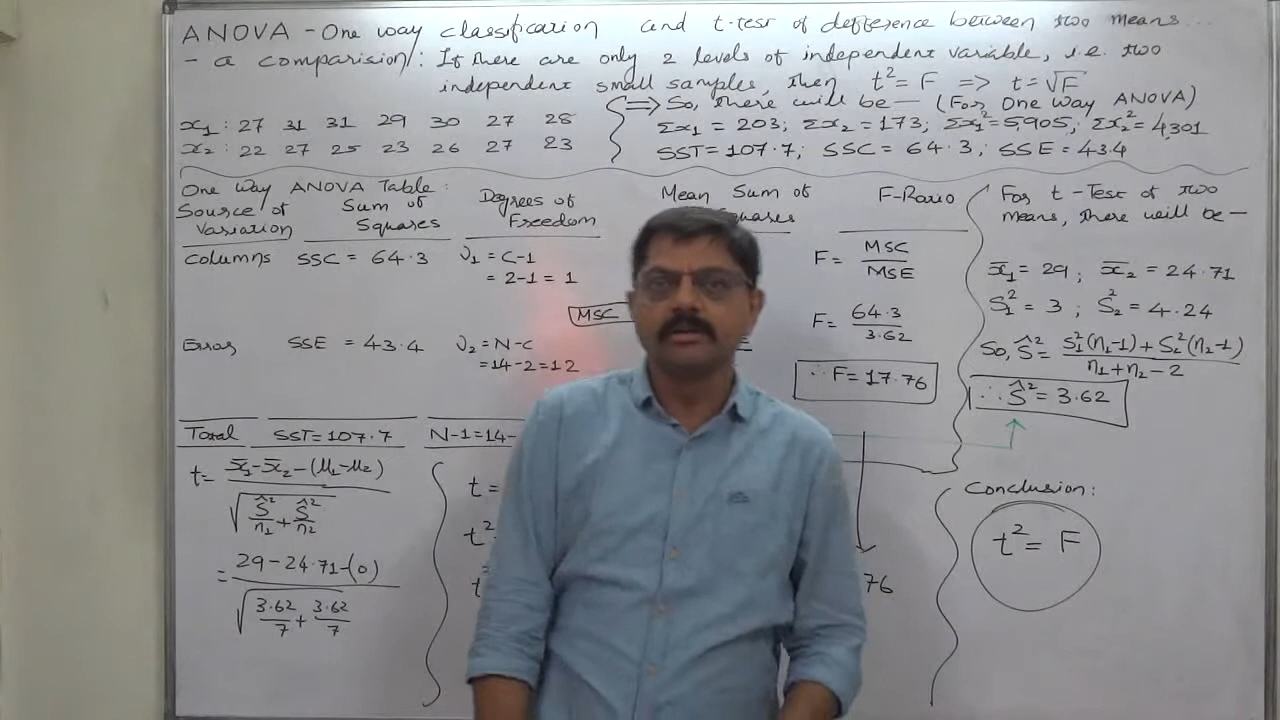 ANOVA - One way classification and t-test of defference between two means...
- a comparision: If there are only 2 levels of independent variable, i.e. two
independent small samples, then t² = F => t = √F
=> So, there will be — (For One Way ANOVA)
x₁ : 27 31 31 29 30 27 28
x₂ : 22 27 25 23 26 27 23
Σx₁ = 203; Σx₂ = 173; Σx₁² = 5,905; Σx₂² = 4,301
SST = 107.7; SSC = 64.3; SSE = 43.4
One Way ANOVA Table:
Source of Variation
Sum of Squares
Degrees of Freedom
Mean Sum of
F-Ratio
Columns SSC = 64.3 ν₁ = C-1
= 2-1 = 1
MSC
F = MSC/MSE
F = 64.3/3.62
Error SSE = 43.4 ν₂ = N-C
= 14-2 = 12
∴ F = 17.76
Total SST = 107.7 N-1 = 14-
For t-Test of two
means, there will be —
x̄₁ = 29 ; x̄₂ = 24.71
S₁² = 3 ; S₂² = 4.24
So, Ŝ² = S₁²(n₁-1) + S₂²(n₂-1) / n₁+n₂-2
∴ Ŝ² = 3.62
t = x̄₁-x̄₂-(μ₁-μ₂) / √(Ŝ²/n₁ + Ŝ²/n₂)
= 29-24.71-(0) / √(3.62/7 + 3.62/7)
t =
t²
=
t
76
Conclusion:
t² = F